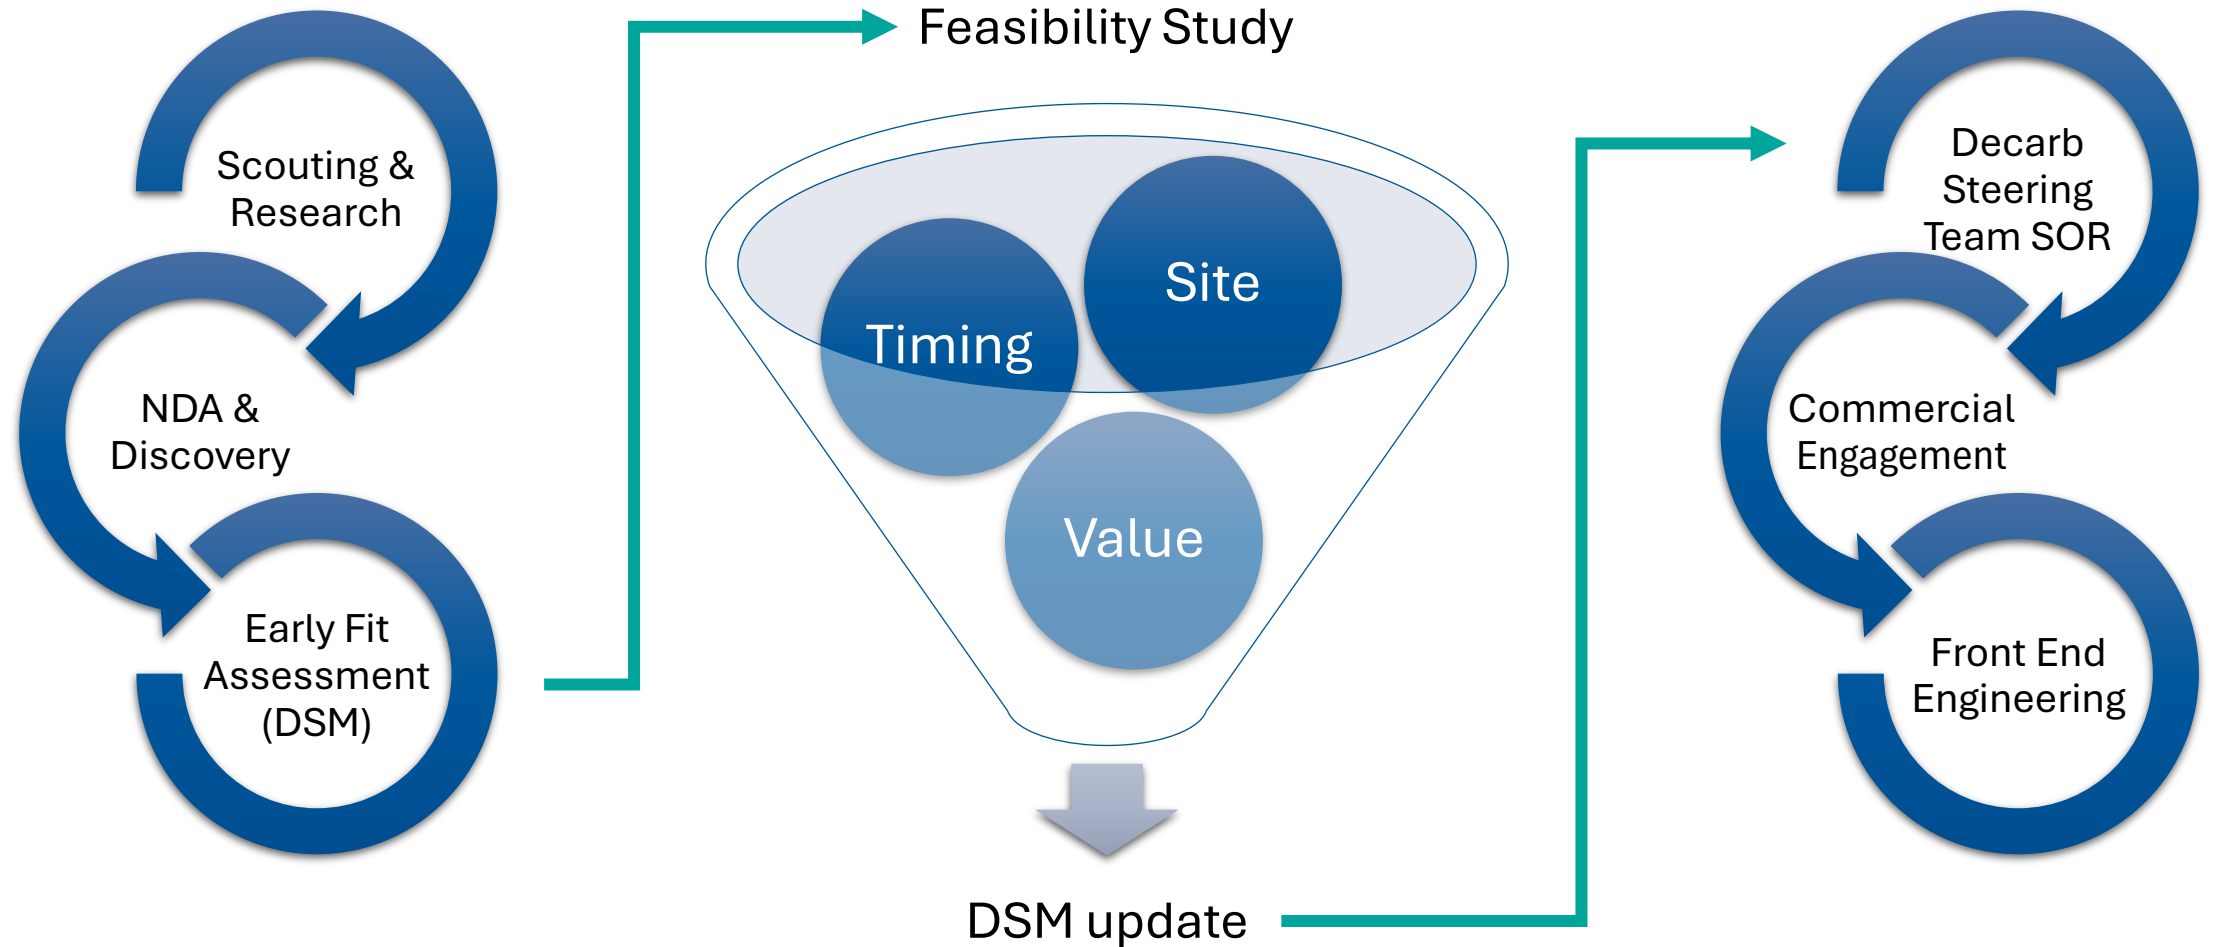 Scouting &
Research
NDA &
Discovery
Early Fit
Assessment
(DSM)
Feasibility Study
Timing
Site
Value
DSM update
Decarb
Steering
Team SOR
Commercial
Engagement
Front End
Engineering